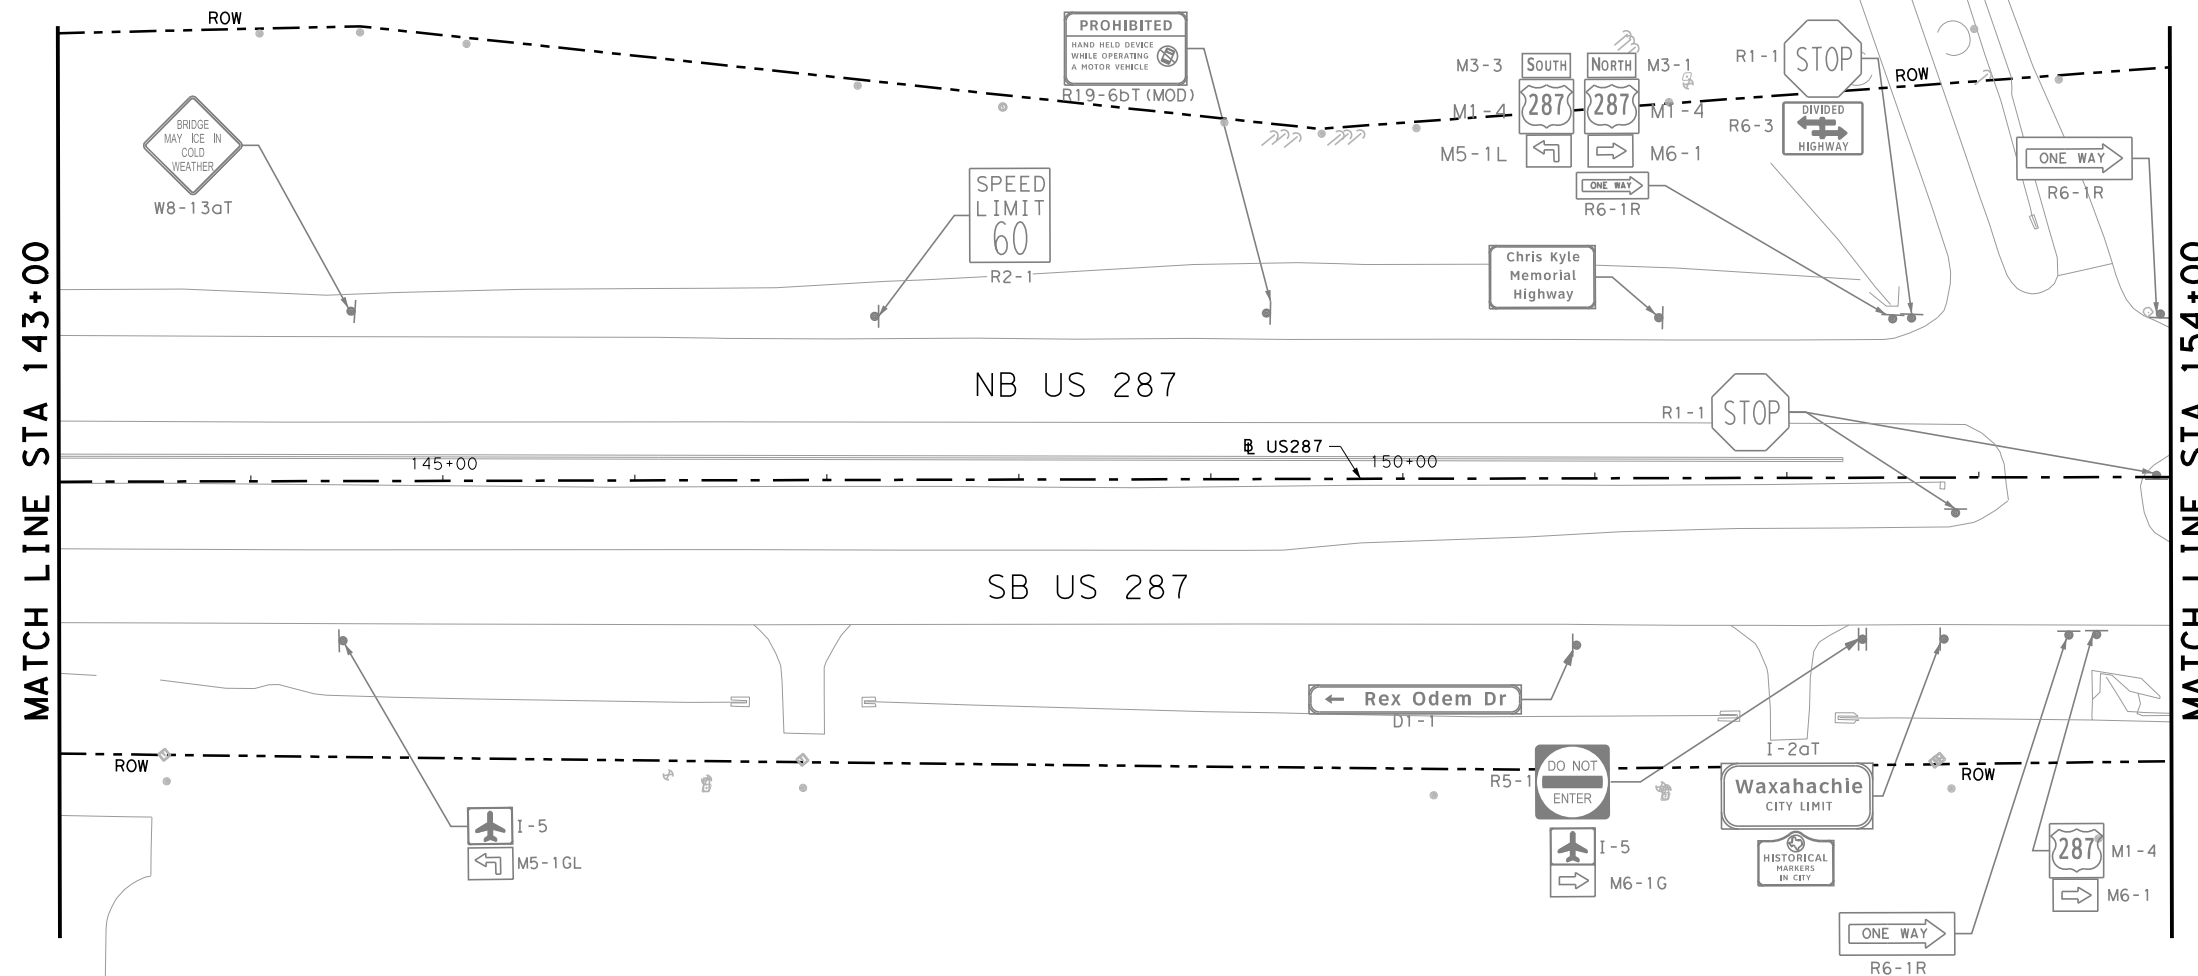 ROW
PROHIBITED
HAND HELD DEVICE
WHILE OPERATING
A MOTOR VEHICLE
R19-6bT (MOD)
M3-3
SOUTH
NORTH
M3-1
M1-4
287
287
M1-4
M5-1L
M6-1
ONE WAY
R6-1R
R1-1
STOP
ROW
R6-3
DIVIDED
HIGHWAY
ONE WAY
R6-1R
BRIDGE
MAY ICE IN
COLD
WEATHER
W8-13aT
SPEED
LIMIT
60
R2-1
Chris Kyle
Memorial
Highway
MATCH LINE STA 143+00
MATCH LINE STA 154+00
NB US 287
R1-1
STOP
145+00
BL US287
150+00
SB US 287
← Rex Odem Dr
D1-1
ROW
I-5
M5-1GL
R5-1
DO NOT
ENTER
I-5
M6-1G
I-2aT
Waxahachie
CITY LIMIT
HISTORICAL
MARKERS
IN CITY
ROW
287
M1-4
M6-1
ONE WAY
R6-1R